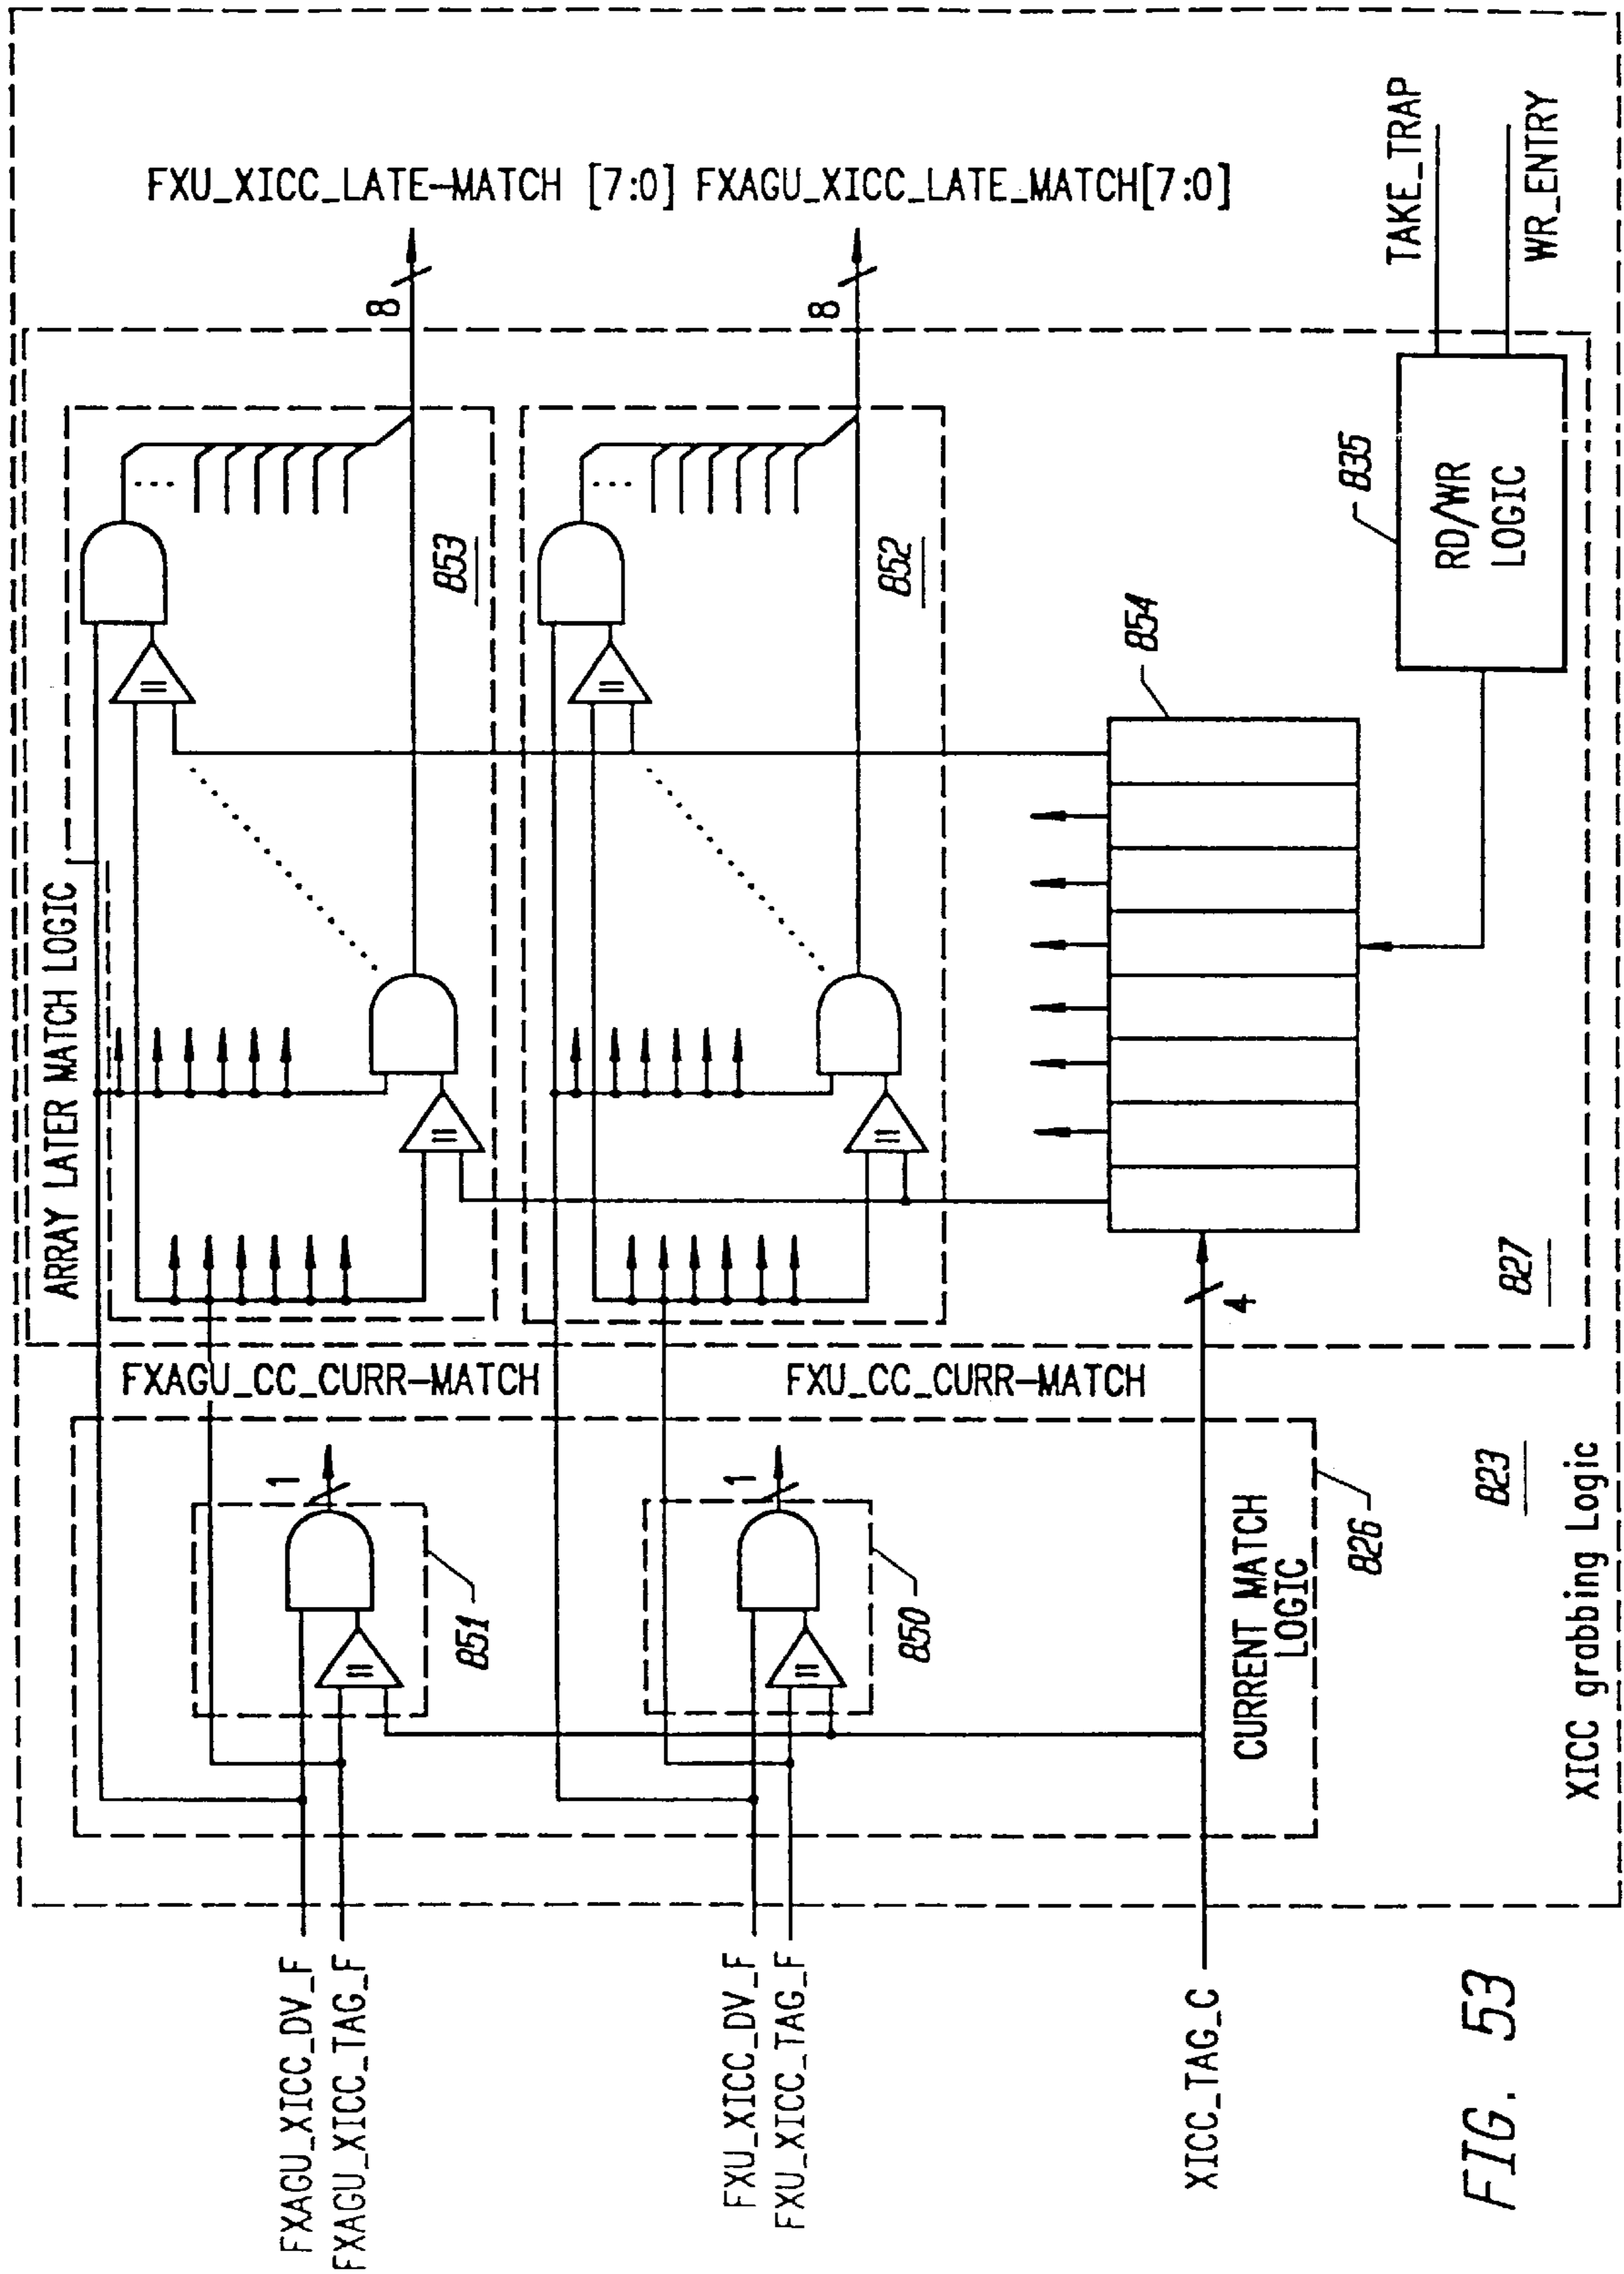 FXU_XICC_LATE-MATCH [7:0] FXAGU_XICC_LATE_MATCH[7:0]
TAKE_TRAP
WR_ENTRY
8
8
ARRAY LATER MATCH LOGIC
853
852
854
835
RD/WR
LOGIC
=
=
=
=
4
827
FXAGU_CC_CURR-MATCH
FXU_CC_CURR-MATCH
1
1
=
=
851
850
CURRENT MATCH
LOGIC
826
823
XICC grabbing Logic
FXAGU_XICC_DV_F
FXAGU_XICC_TAG_F
FXU_XICC_DV_F
FXU_XICC_TAG_F
XICC_TAG_C
FIG. 53